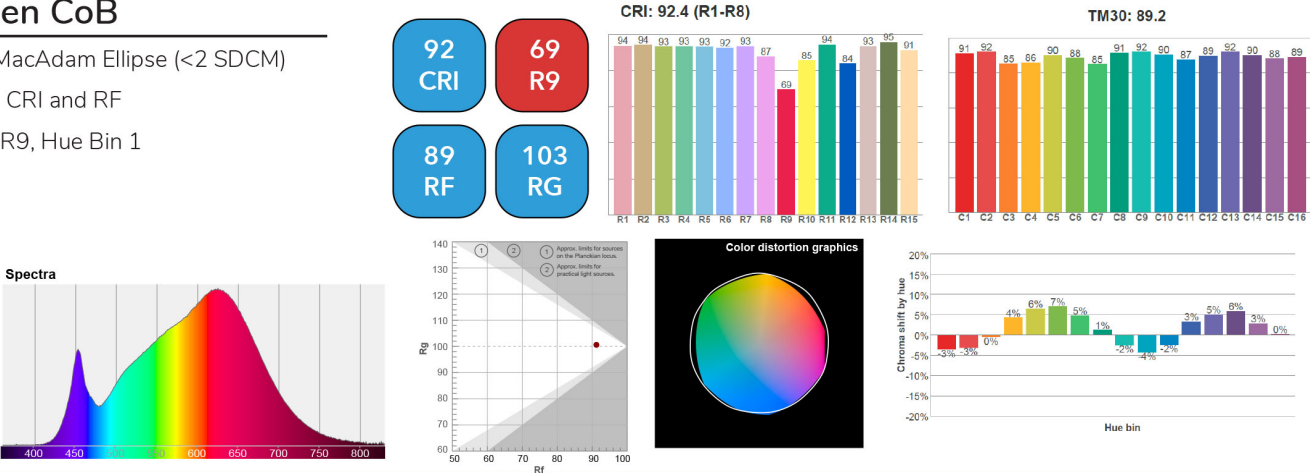 en CoB
MacAdam Ellipse (<2 SDCM)
CRI and RF
R9, Hue Bin 1
92 CRI
69 R9
89 RF
103 RG
CRI: 92.4 (R1-R8)
94 94 93 93 93 92 93 87 69 85 94 84 93 95 91
R1 R2 R3 R4 R5 R6 R7 R8 R9 R10 R11 R12 R13 R14 R15
TM30: 89.2
91 92 85 86 90 88 85 91 92 90 87 89 92 90 88 89
C1 C2 C3 C4 C5 C6 C7 C8 C9 C10 C11 C12 C13 C14 C15 C16
Spectra
400 450 500 550 600 650 700 750 800
140
130
120
110
100
90
80
70
60
Rg
50 60 70 80 90 100
Rf
1 2
1 Approx. limits for sources
on the Planckian locus.
2 Approx. limits for
practical light sources.
Color distortion graphics
Chroma shift by hue
20%
15%
10%
5%
0%
-5%
-10%
-15%
-20%
-3% -3% 0% 4% 6% 7% 5% 1% -2% -4% -2% 3% 5% 6% 3% 0%
Hue bin